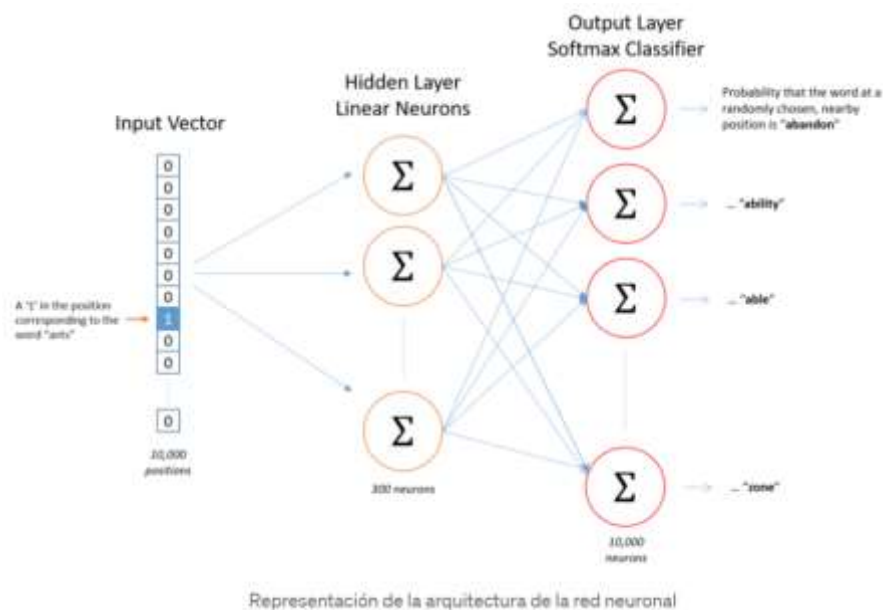 Output Layer
Softmax Classifier
Hidden Layer
Linear Neurons
Input Vector
Σ
Probability that the word at a
randomly chosen, nearby
position is "abandon"
0
0
0
0
0
0
0
1
0
0
0
A '1' in the position
corresponding to the
word "ants"
10,000
positions
Σ
Σ
Σ
300 neurons
Σ
... "ability"
Σ
... "able"
Σ
... "zone"
10,000
neurons
Representación de la arquitectura de la red neuronal